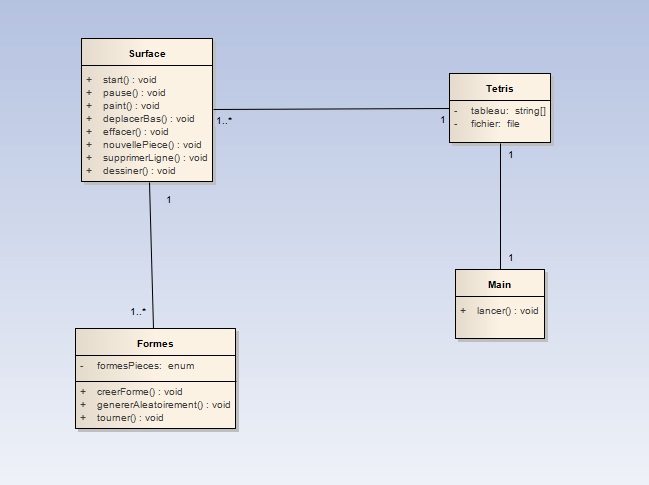 Surface
+ start() : void
+ pause() : void
+ paint() : void
+ deplacerBas() : void
+ effacer() : void
+ nouvellePiece() : void
+ supprimerLigne() : void
+ dessiner() : void
1..*
1
Tetris
- tableau: string[]
- fichier: file
1
1
1
Main
+ lancer() : void
1..*
Formes
- formesPieces: enum
+ creerForme() : void
+ genererAleatoirement() : void
+ tourner() : void